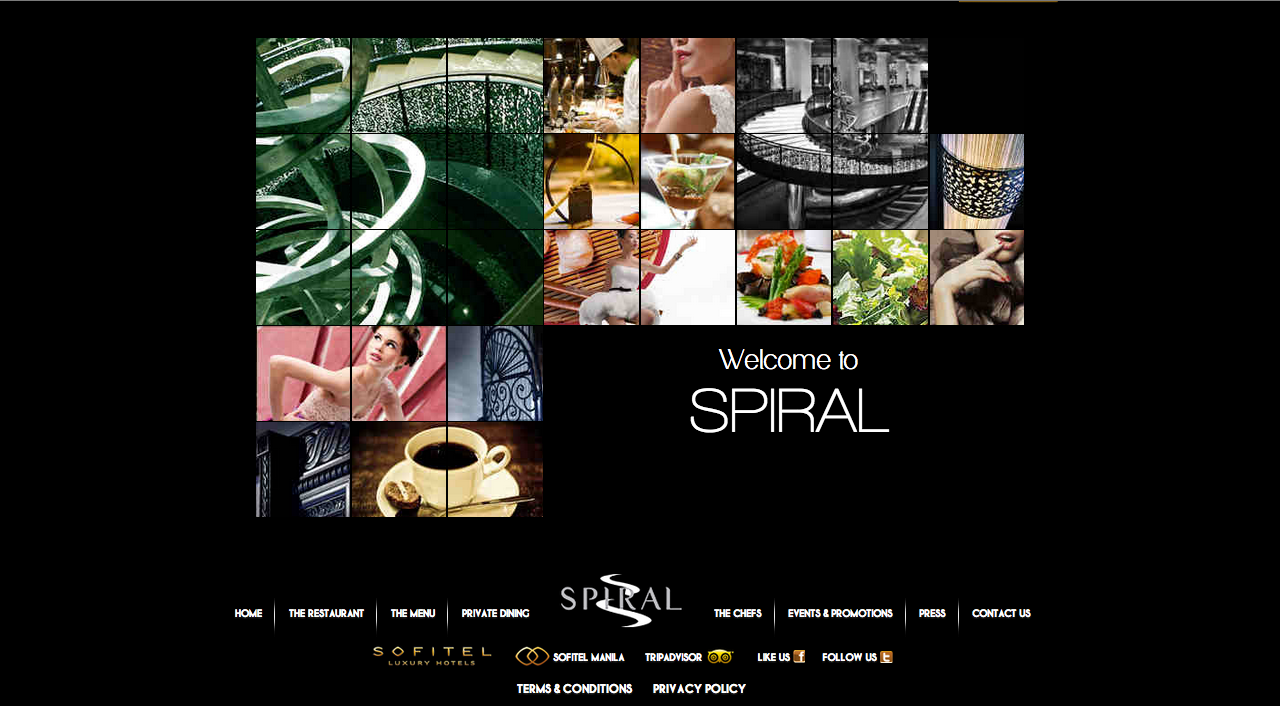 Welcome to
SPIRAL
SPIRAL
HOME THE RESTAURANT THE MENU PRIVATE DINING THE CHEFS EVENTS & PROMOTIONS PRESS CONTACT US
SOFITEL
LUXURY HOTELS
SOFITEL MANILA TRIPADVISOR LIKE US f FOLLOW US t
TERMS & CONDITIONS PRIVACY POLICY